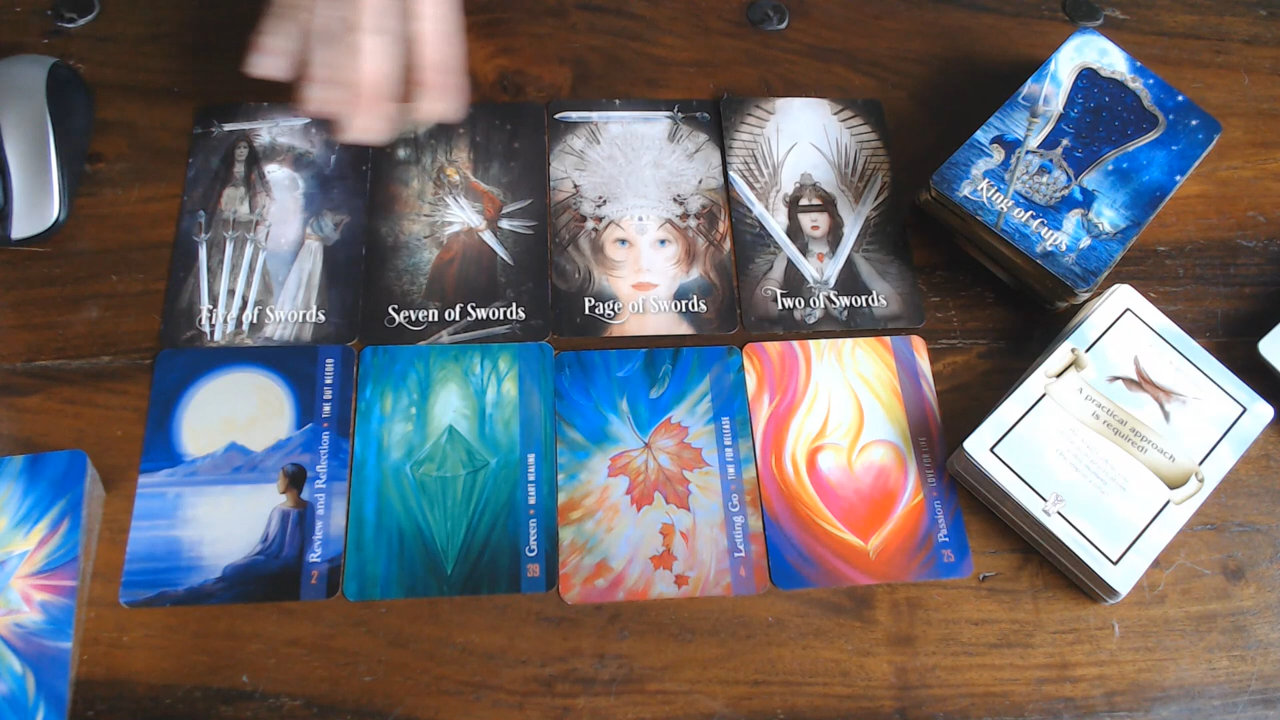 Five of Swords
Seven of Swords
Page of Swords
Two of Swords
King of Cups
2 Review and Reflection • TIME OUT NEEDED
39 Green • HEART HEALING
4 Letting Go • TIME FOR RELEASE
25 Passion • LOVE FOR LIFE
A practical approach
is required!